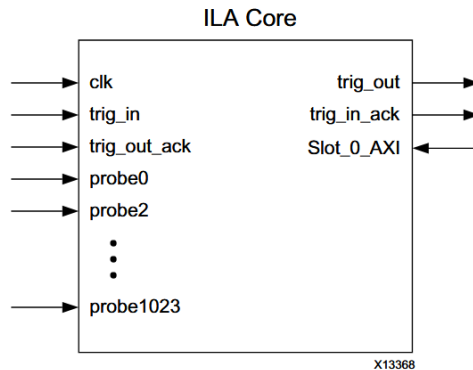 ILA Core
clk
trig_in
trig_out_ack
probe0
probe2
probe1023
trig_out
trig_in_ack
Slot_0_AXI
X13368